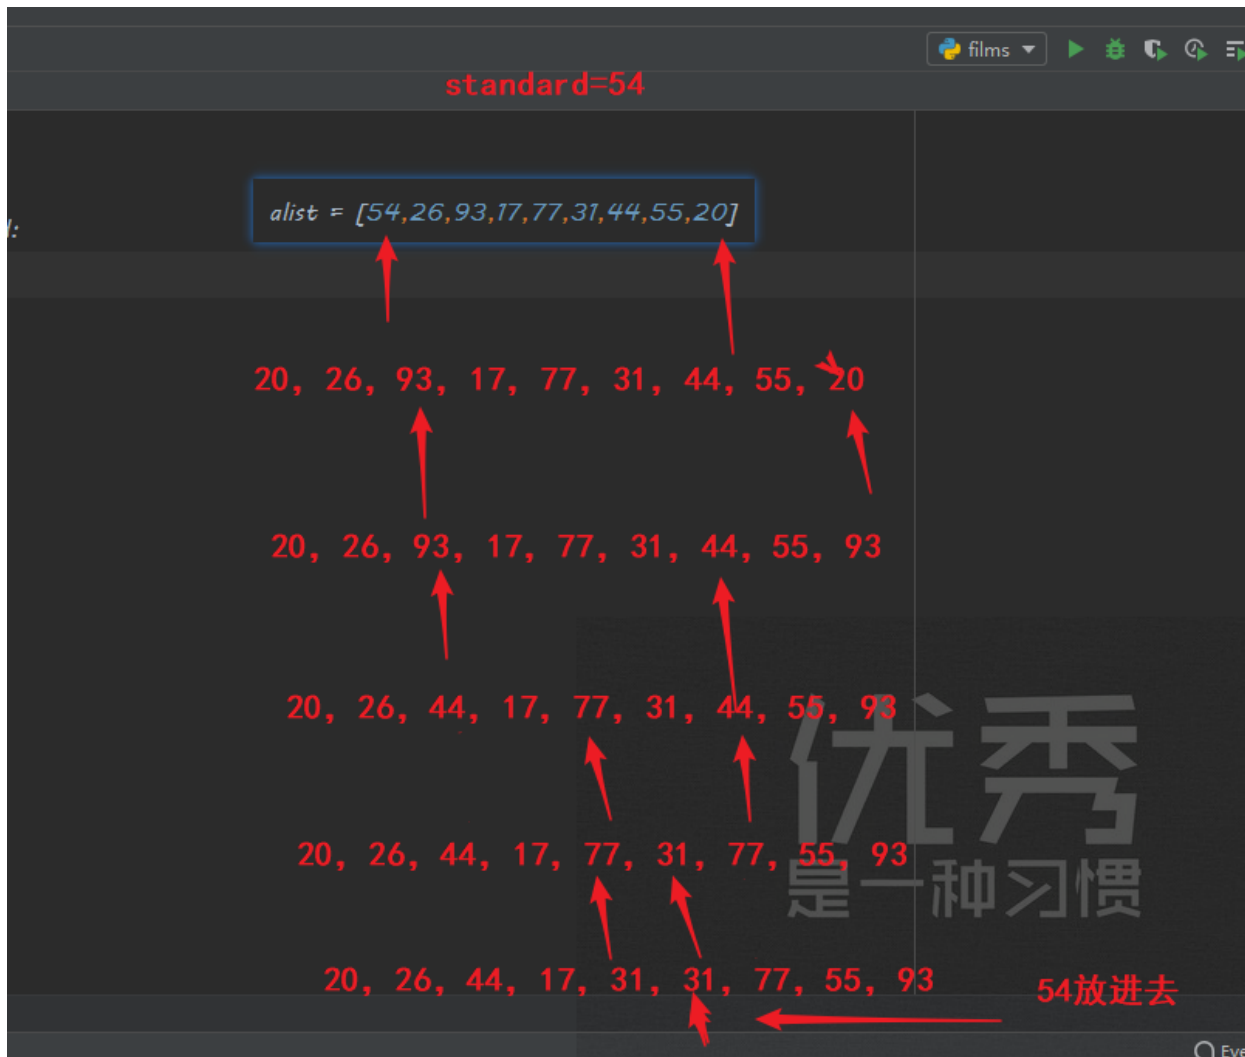 films
standard=54
alist = [54,26,93,17,77,31,44,55,20]
l:
20, 26, 93, 17, 77, 31, 44, 55, 20
20, 26, 93, 17, 77, 31, 44, 55, 93
20, 26, 44, 17, 77, 31, 44, 55, 93
优秀
20, 26, 44, 17, 77, 31, 77, 55, 93
是一种习惯
20, 26, 44, 17, 31, 31, 77, 55, 93
54放进去
Eve